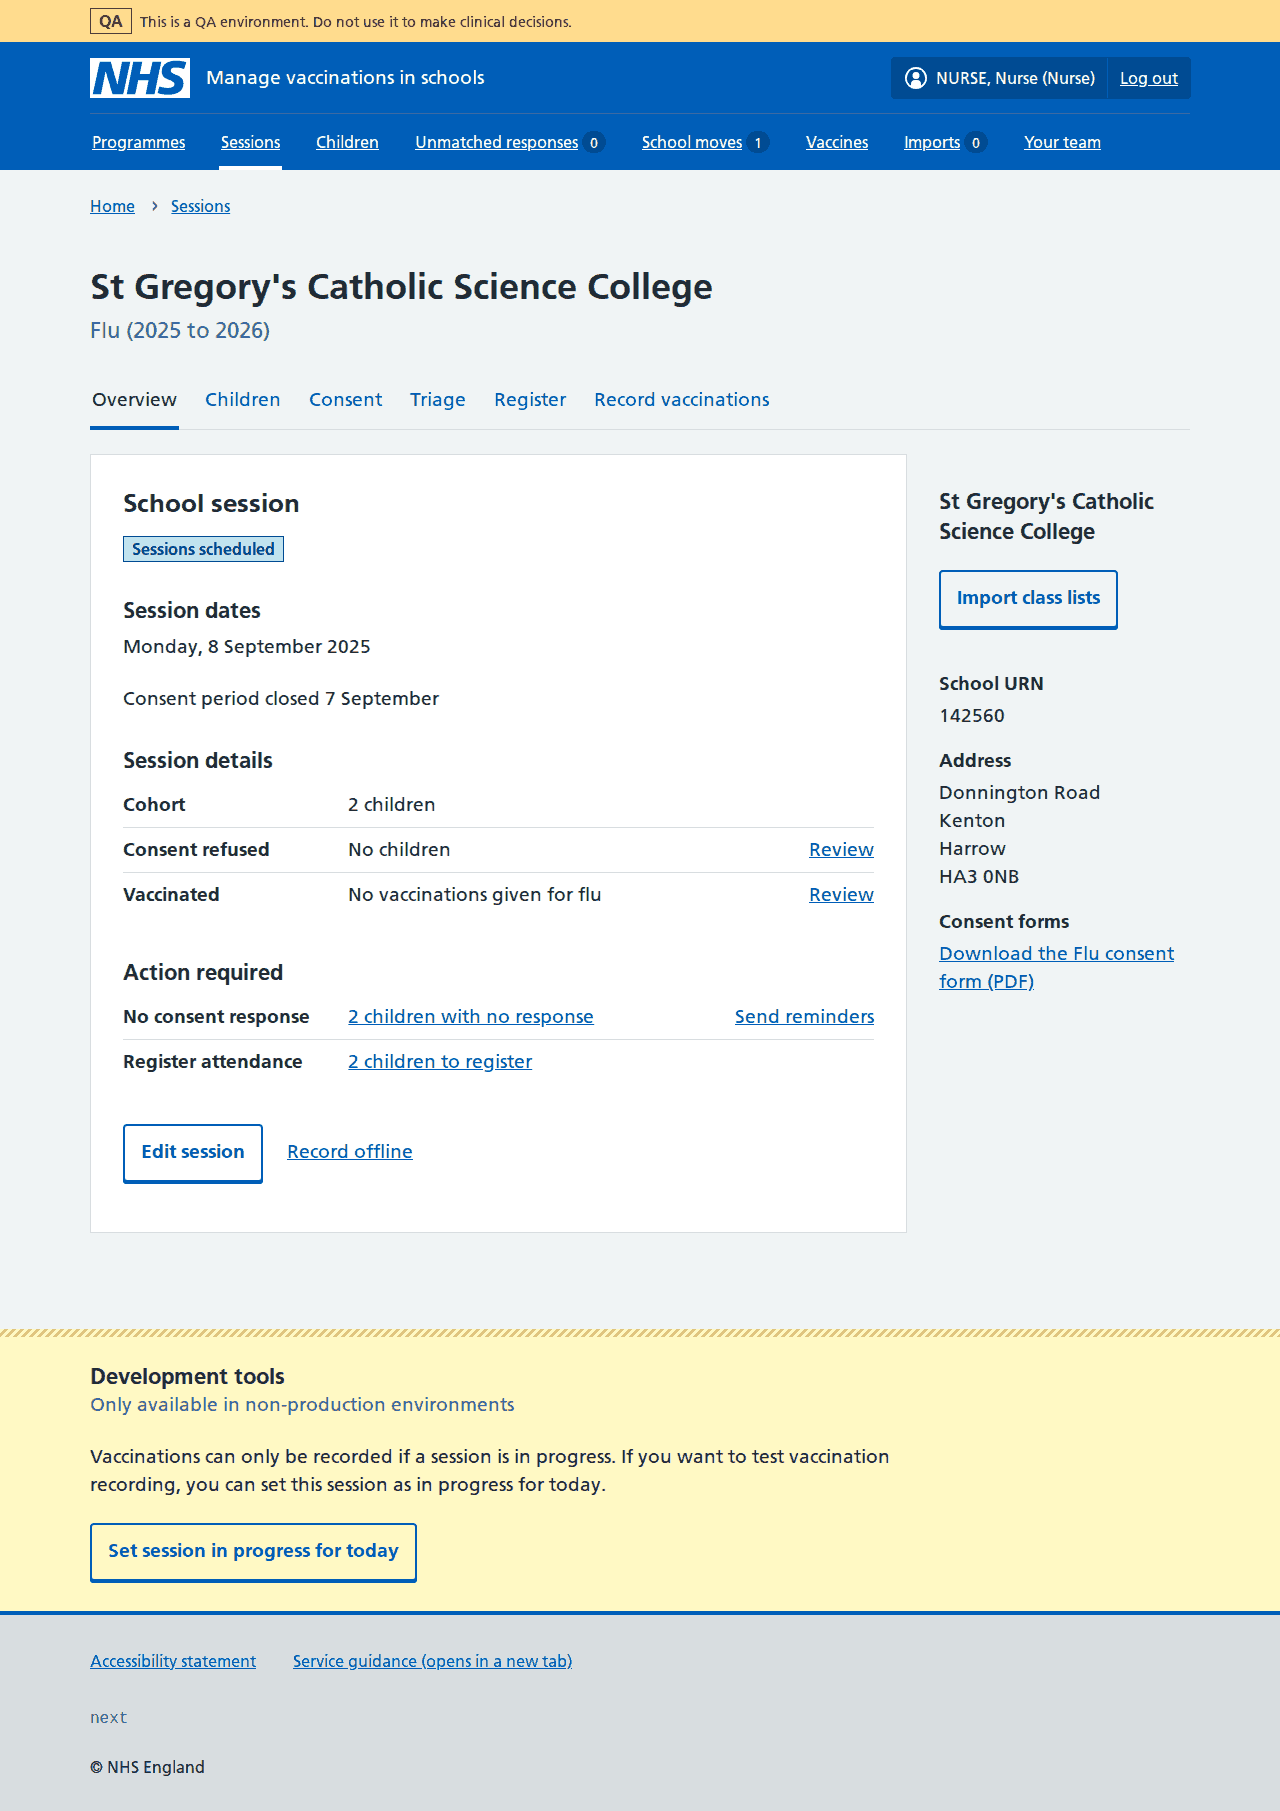 QA This is a QA environment. Do not use it to make clinical decisions.
NHS Manage vaccinations in schools NURSE, Nurse (Nurse) Log out
Programmes Sessions Children Unmatched responses 0 School moves 1 Vaccines Imports 0 Your team
Home › Sessions
St Gregory's Catholic Science College
Flu (2025 to 2026)
Overview Children Consent Triage Register Record vaccinations
School session
Sessions scheduled
Session dates
Monday, 8 September 2025
Consent period closed 7 September
Session details
Cohort 2 children
Consent refused No children Review
Vaccinated No vaccinations given for flu Review
Action required
No consent response 2 children with no response Send reminders
Register attendance 2 children to register
Edit session Record offline
St Gregory's Catholic
Science College
Import class lists
School URN
142560
Address
Donnington Road
Kenton
Harrow
HA3 0NB
Consent forms
Download the Flu consent
form (PDF)
Development tools
Only available in non-production environments
Vaccinations can only be recorded if a session is in progress. If you want to test vaccination
recording, you can set this session as in progress for today.
Set session in progress for today
Accessibility statement Service guidance (opens in a new tab)
next
© NHS England